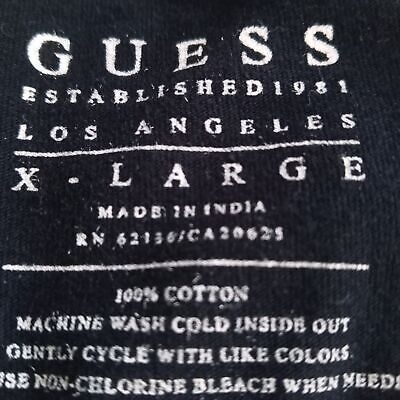 GUESS
ESTABLISHED 1981
LOS ANGELES
X-LARGE
MADE IN INDIA
RN 62136/CA20625
100% COTTON
MACHINE WASH COLD INSIDE OUT
GENTLY CYCLE WITH LIKE COLORS
USE NON-CHLORINE BLEACH WHEN NEEDE